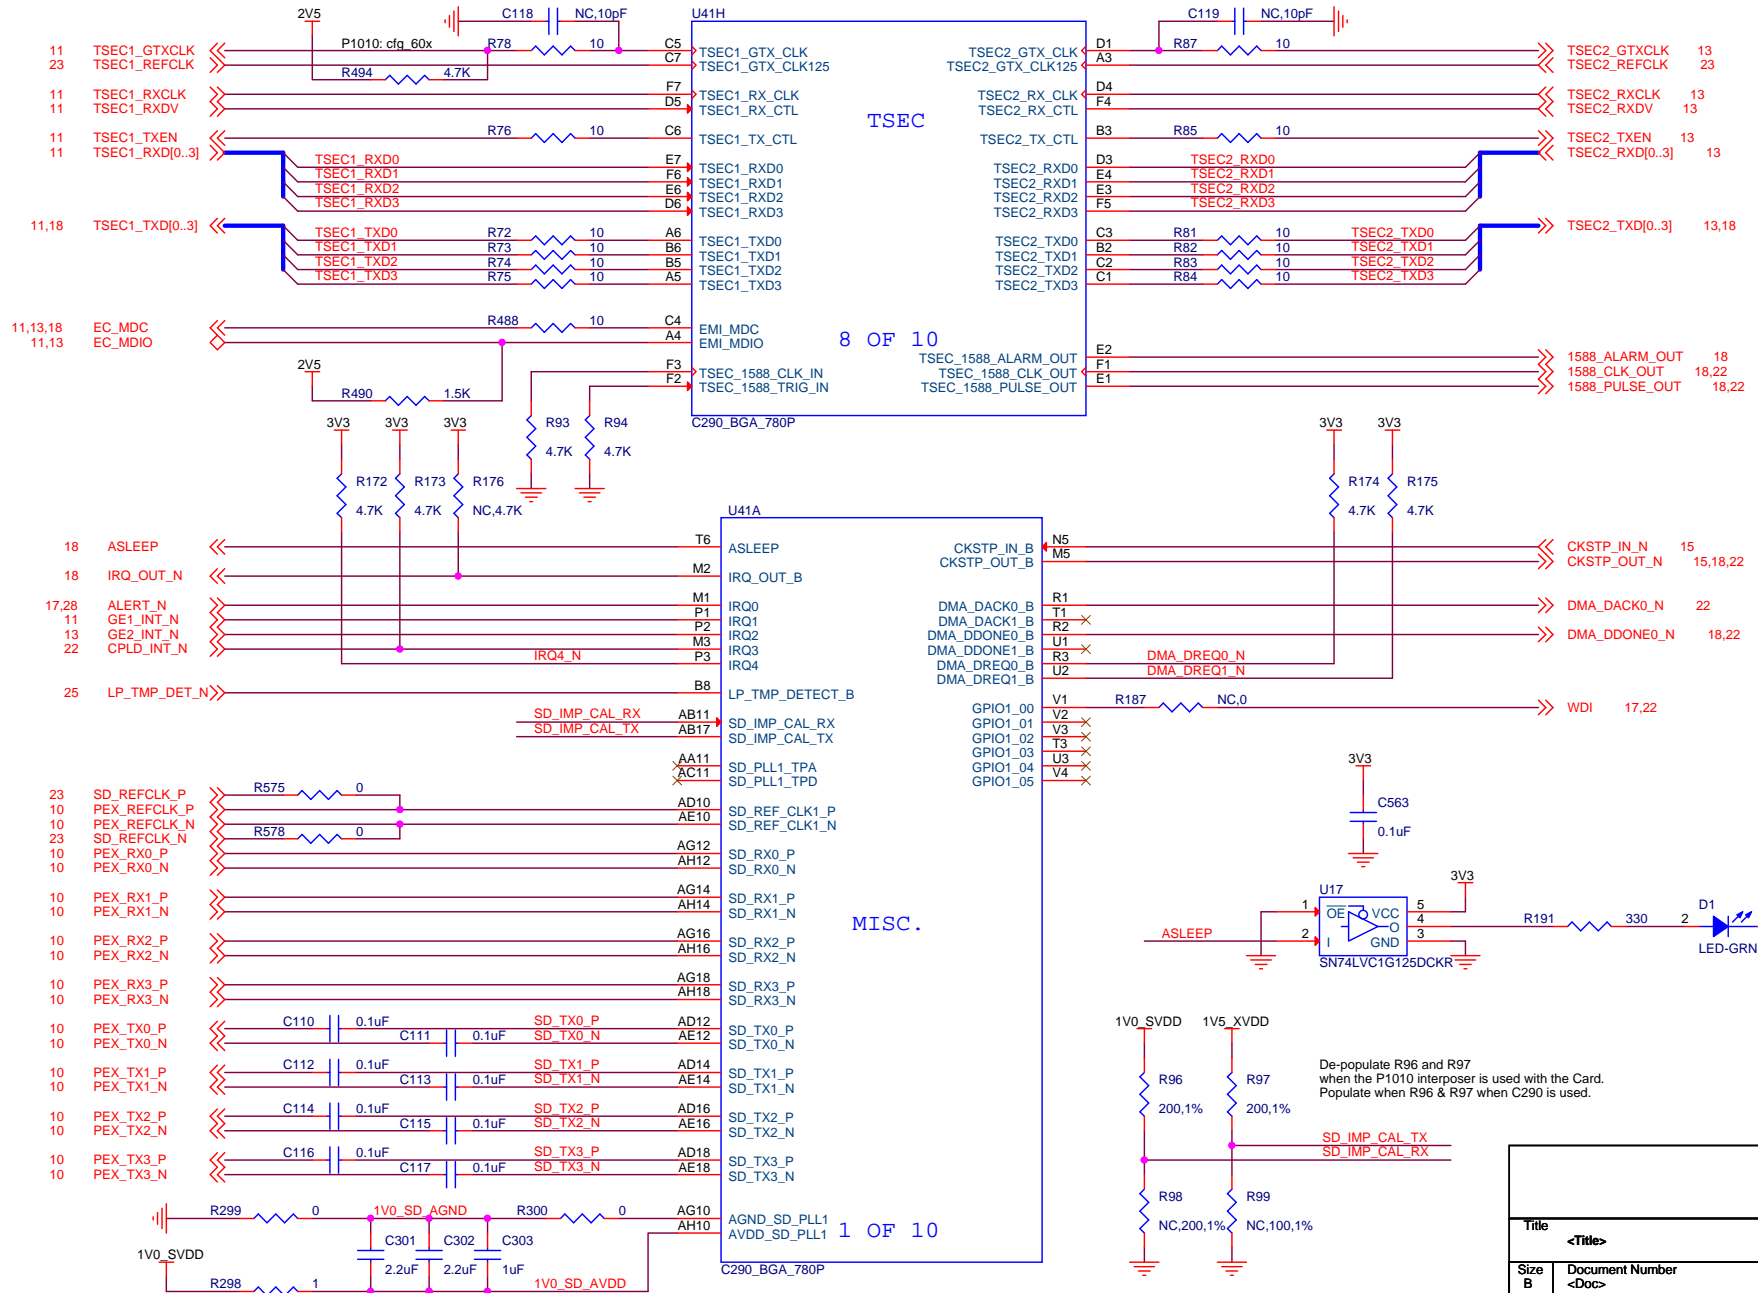 2V5
C118 NC,10pF
U41H
C119 NC,10pF
11 TSEC1_GTXCLK P1010: cfg_60x R78 10 C5 TSEC1_GTX_CLK TSEC2_GTX_CLK D1 R87 10 TSEC2_GTXCLK 13
23 TSEC1_REFCLK C7 TSEC1_GTX_CLK125 TSEC2_GTX_CLK125 A3 TSEC2_REFCLK 23
R494 4.7K
11 TSEC1_RXCLK F7 TSEC1_RX_CLK TSEC2_RX_CLK D4 TSEC2_RXCLK 13
11 TSEC1_RXDV D5 TSEC1_RX_CTL TSEC2_RX_CTL F4 TSEC2_RXDV 13
TSEC
11 TSEC1_TXEN R76 10 C6 TSEC1_TX_CTL TSEC2_TX_CTL B3 R85 10 TSEC2_TXEN 13
11 TSEC1_RXD[0..3] TSEC2_RXD[0..3] 13
TSEC1_RXD0 E7 TSEC1_RXD0 TSEC2_RXD0 D3 TSEC2_RXD0
TSEC1_RXD1 F6 TSEC1_RXD1 TSEC2_RXD1 E4 TSEC2_RXD1
TSEC1_RXD2 E6 TSEC1_RXD2 TSEC2_RXD2 E3 TSEC2_RXD2
TSEC1_RXD3 D6 TSEC1_RXD3 TSEC2_RXD3 F5 TSEC2_RXD3
11,18 TSEC1_TXD[0..3] TSEC2_TXD[0..3] 13,18
TSEC1_TXD0 R72 10 A6 TSEC1_TXD0 TSEC2_TXD0 C3 R81 10 TSEC2_TXD0
TSEC1_TXD1 R73 10 B6 TSEC1_TXD1 TSEC2_TXD1 B2 R82 10 TSEC2_TXD1
TSEC1_TXD2 R74 10 B5 TSEC1_TXD2 TSEC2_TXD2 C2 R83 10 TSEC2_TXD2
TSEC1_TXD3 R75 10 A5 TSEC1_TXD3 TSEC2_TXD3 C1 R84 10 TSEC2_TXD3
11,13,18 EC_MDC R488 10 C4 EMI_MDC
11,13 EC_MDIO A4 EMI_MDIO
8 OF 10
TSEC_1588_ALARM_OUT E2 1588_ALARM_OUT 18
2V5 F3 TSEC_1588_CLK_IN TSEC_1588_CLK_OUT F1 1588_CLK_OUT 18,22
F2 TSEC_1588_TRIG_IN TSEC_1588_PULSE_OUT E1 1588_PULSE_OUT 18,22
R490 1.5K
C290_BGA_780P
3V3 3V3 3V3 R93 4.7K R94 4.7K 3V3 3V3
R172 4.7K R173 4.7K R176 NC,4.7K R174 4.7K R175 4.7K
U41A
18 ASLEEP T6 ASLEEP CKSTP_IN_B N5 CKSTP_IN_N 15
CKSTP_OUT_B M5 CKSTP_OUT_N 15,18,22
18 IRQ_OUT_N M2 IRQ_OUT_B
17,28 ALERT_N M1 IRQ0 DMA_DACK0_B R1 DMA_DACK0_N 22
11 GE1_INT_N P1 IRQ1 DMA_DACK1_B T1
13 GE2_INT_N P2 IRQ2 DMA_DDONE0_B R2 DMA_DDONE0_N 18,22
22 CPLD_INT_N M3 IRQ3 DMA_DDONE1_B U1
IRQ4_N P3 IRQ4 DMA_DREQ0_B R3 DMA_DREQ0_N
DMA_DREQ1_B U2 DMA_DREQ1_N
25 LP_TMP_DET_N B8 LP_TMP_DETECT_B
GPIO1_00 V1 R187 NC,0 WDI 17,22
SD_IMP_CAL_RX AB11 SD_IMP_CAL_RX GPIO1_01 V2
SD_IMP_CAL_TX AB17 SD_IMP_CAL_TX GPIO1_02 V3
GPIO1_03 T3
AA11 SD_PLL1_TPA GPIO1_04 U3
AC11 SD_PLL1_TPD GPIO1_05 V4
3V3
C563
0.1uF
23 SD_REFCLK_P R575 0
10 PEX_REFCLK_P AD10 SD_REF_CLK1_P
10 PEX_REFCLK_N AE10 SD_REF_CLK1_N
23 SD_REFCLK_N R578 0
10 PEX_RX0_P AG12 SD_RX0_P
10 PEX_RX0_N AH12 SD_RX0_N
10 PEX_RX1_P AG14 SD_RX1_P
10 PEX_RX1_N AH14 SD_RX1_N
MISC.
10 PEX_RX2_P AG16 SD_RX2_P
10 PEX_RX2_N AH16 SD_RX2_N
10 PEX_RX3_P AG18 SD_RX3_P
10 PEX_RX3_N AH18 SD_RX3_N
3V3
U17
1 OE VCC 5
ASLEEP 2 I O 4 R191 330 2 D1
GND 3
LED-GRN
SN74LVC1G125DCKR
10 PEX_TX0_P C110 0.1uF SD_TX0_P AD12 SD_TX0_P
10 PEX_TX0_N C111 0.1uF SD_TX0_N AE12 SD_TX0_N
10 PEX_TX1_P C112 0.1uF SD_TX1_P AD14 SD_TX1_P
10 PEX_TX1_N C113 0.1uF SD_TX1_N AE14 SD_TX1_N
10 PEX_TX2_P C114 0.1uF SD_TX2_P AD16 SD_TX2_P
10 PEX_TX2_N C115 0.1uF SD_TX2_N AE16 SD_TX2_N
10 PEX_TX3_P C116 0.1uF SD_TX3_P AD18 SD_TX3_P
10 PEX_TX3_N C117 0.1uF SD_TX3_N AE18 SD_TX3_N
1V0_SVDD 1V5_XVDD
R96 200,1% R97 200,1%
De-populate R96 and R97
when the P1010 interposer is used with the Card.
Populate when R96 & R97 when C290 is used.
SD_IMP_CAL_TX
SD_IMP_CAL_RX
R98 NC,200,1% R99 NC,100,1%
R299 0 1V0_SD_AGND R300 0 AG10 AGND_SD_PLL1
AH10 AVDD_SD_PLL1
1 OF 10
1V0_SVDD
C301 2.2uF C302 2.2uF C303 1uF
R298 1 1V0_SD_AVDD
C290_BGA_780P
Title
<Title>
Size Document Number
B <Doc>